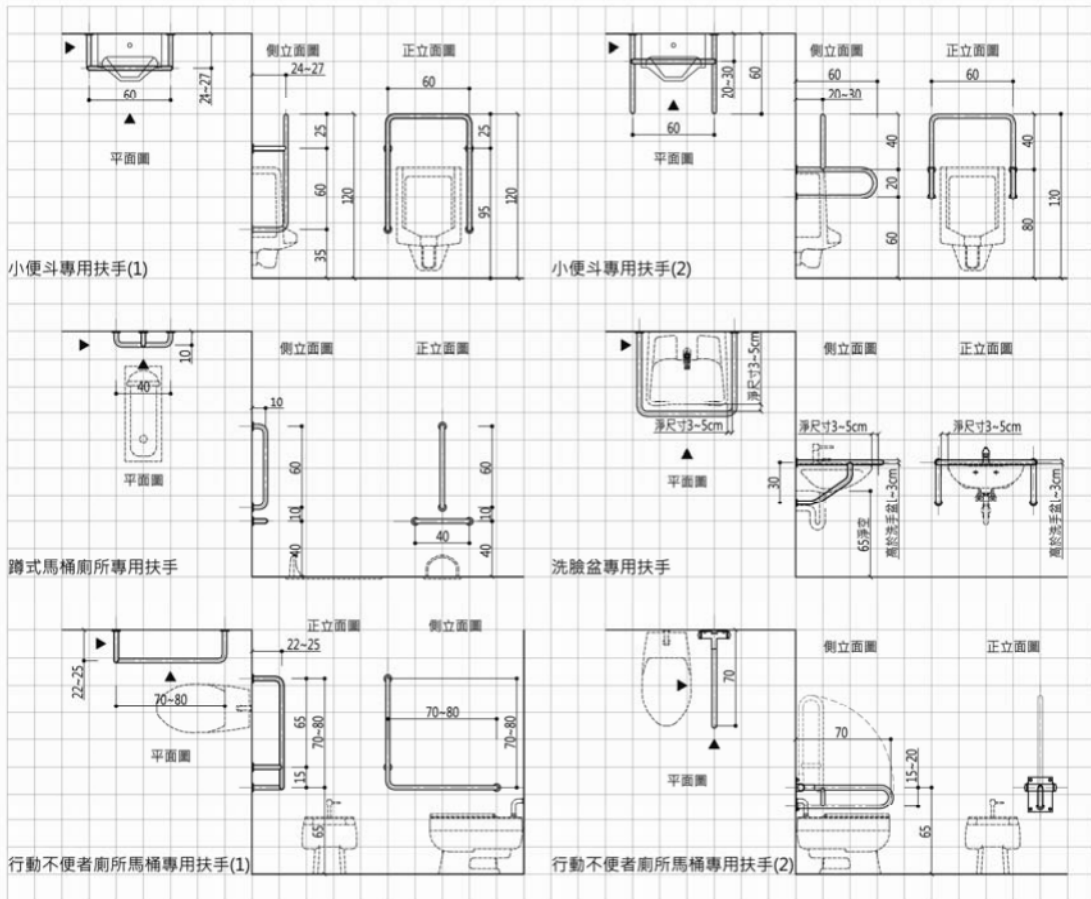 側立面圖
正立面圖
24~27
60
24~27
60
平面圖
25
60
35
120
25
95
120
小便斗專用扶手(1)
側立面圖
正立面圖
60
20~30
60
60
20~30
60
平面圖
40
20
60
40
80
120
小便斗專用扶手(2)
側立面圖
正立面圖
10
40
平面圖
10
60
10
40
60
10
40
40
蹲式馬桶廁所專用扶手
側立面圖
正立面圖
淨尺寸3~5cm
淨尺寸3~5cm
平面圖
淨尺寸3~5cm
淨尺寸3~5cm
30
65淨空
高於洗手盆1~3cm
高於洗手盆1~3cm
洗臉盆專用扶手
正立面圖
側立面圖
22~25
22~25
70~80
平面圖
65
15
70~80
65
70~80
70~80
行動不便者廁所馬桶專用扶手(1)
側立面圖
正立面圖
70
平面圖
70
15~20
65
行動不便者廁所馬桶專用扶手(2)